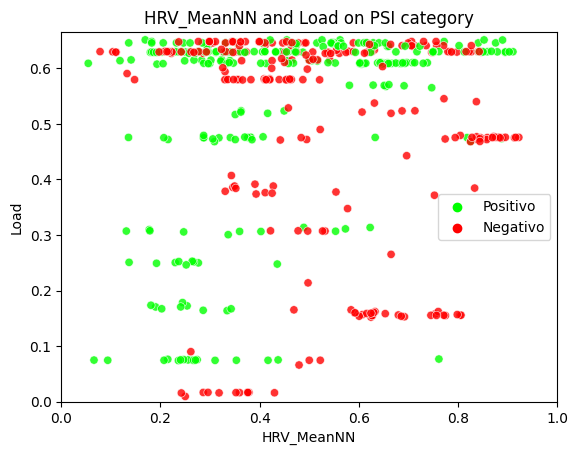 HRV_MeanNN and Load on PSI category
0.6
0.5
0.4
0.3
0.2
0.1
0.0
Load
Positivo
Negativo
0.0 0.2 0.4 0.6 0.8 1.0
HRV_MeanNN